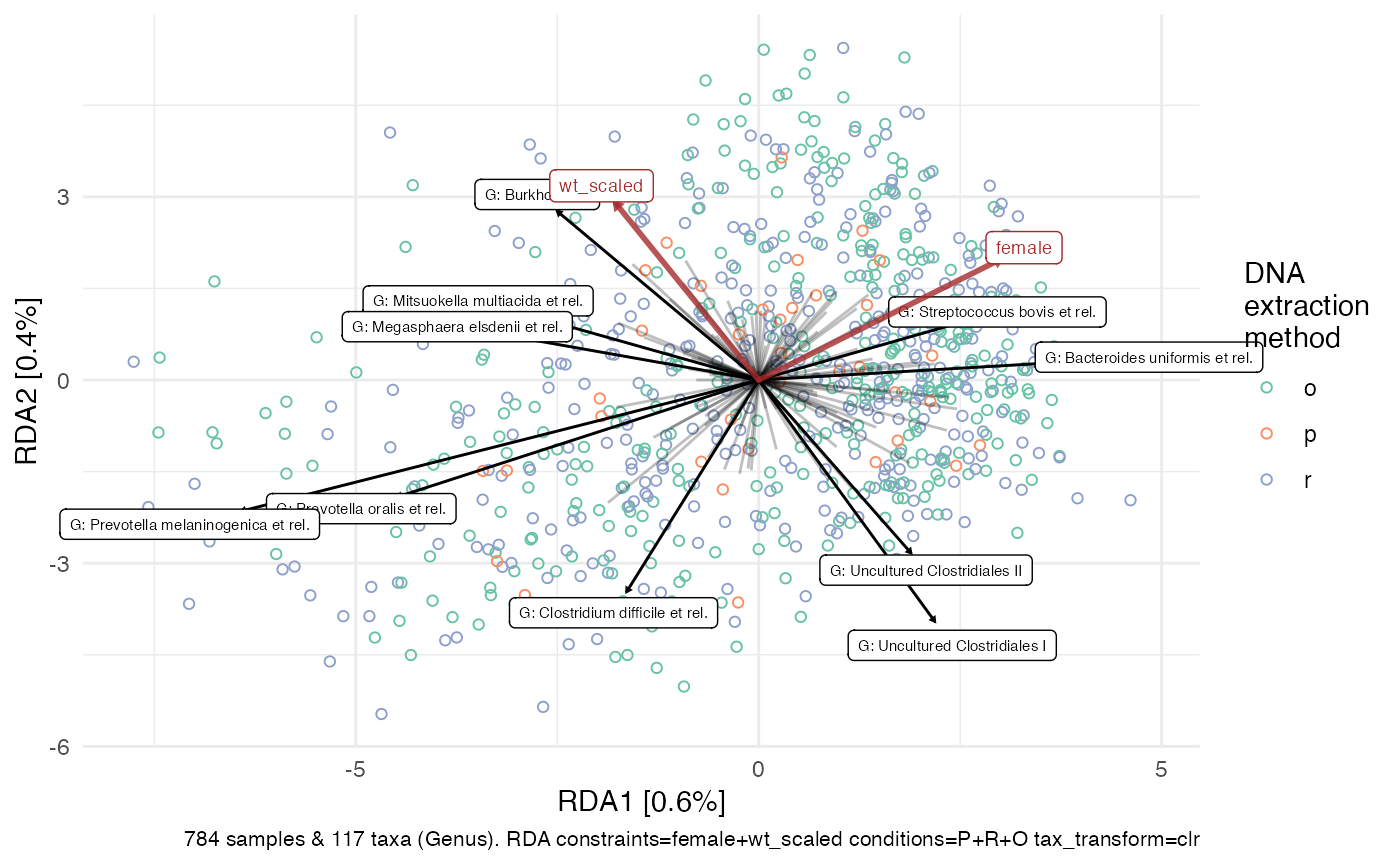 3
0
-3
-6
RDA2 [0.4%]
G: Burkho
wt_scaled
female
G: Mitsuokella multiacida et rel.
G: Megasphaera elsdenii et rel.
G: Streptococcus bovis et rel.
G: Bacteroides uniformis et rel.
G: Prevotella oralis et rel.
G: Prevotella melaninogenica et rel.
G: Clostridium difficile et rel.
G: Uncultured Clostridiales II
G: Uncultured Clostridiales I
-5
0
5
RDA1 [0.6%]
DNA
extraction
method
o
p
r
784 samples & 117 taxa (Genus). RDA constraints=female+wt_scaled conditions=P+R+O tax_transform=clr